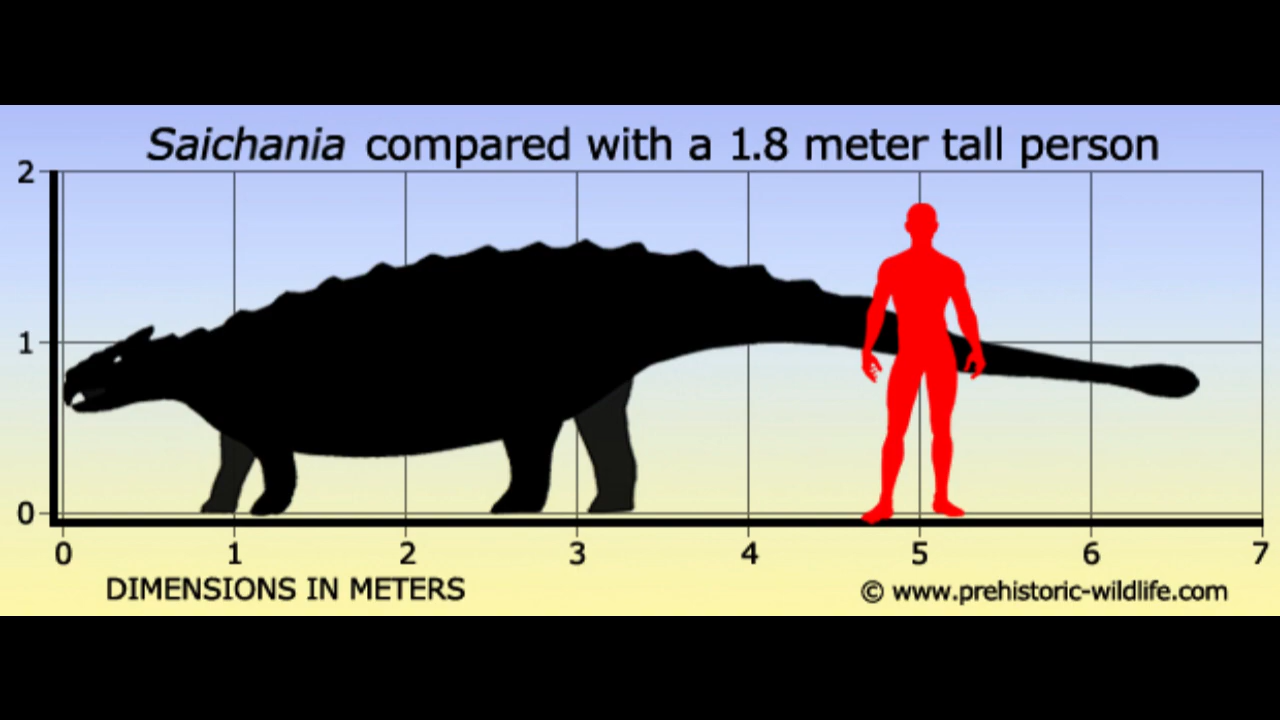 Saichania compared with a 1.8 meter tall person
2
1
0
0 1 2 3 4 5 6 7
DIMENSIONS IN METERS © www.prehistoric-wildlife.com